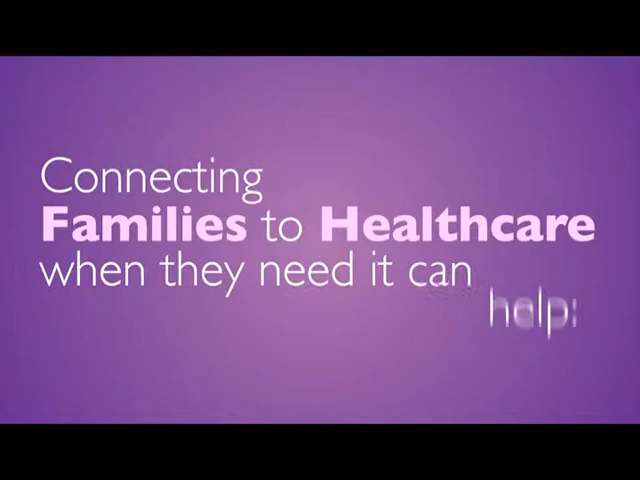 Connecting
Families to Healthcare
when they need it can
help: